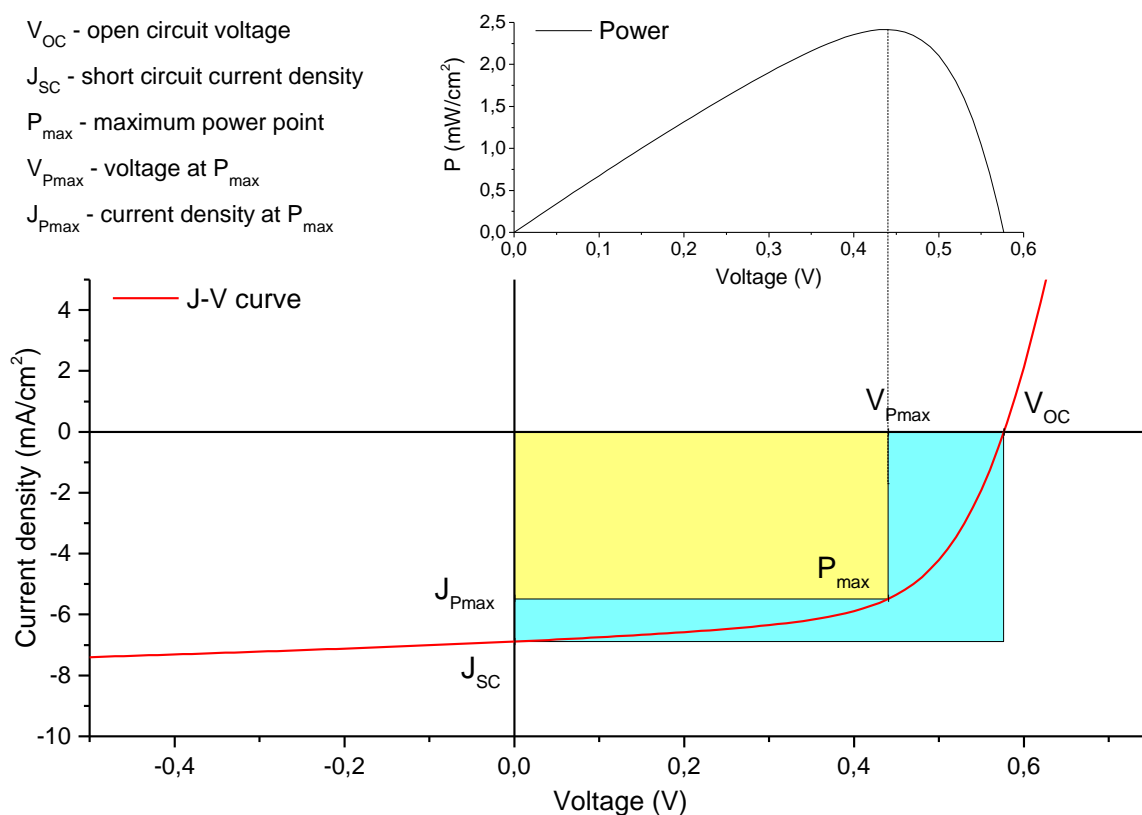 V_OC - open circuit voltage
J_SC - short circuit current density
P_max - maximum power point
V_Pmax - voltage at P_max
J_Pmax - current density at P_max
2,5
2,0
1,5
1,0
0,5
0,0
P (mW/cm²)
Power
0,0 0,1 0,2 0,3 0,4 0,5 0,6
Voltage (V)
J-V curve
4
2
0
-2
-4
-6
-8
-10
Current density (mA/cm²)
V_Pmax
V_OC
P_max
J_Pmax
J_SC
-0,4 -0,2 0,0 0,2 0,4 0,6
Voltage (V)